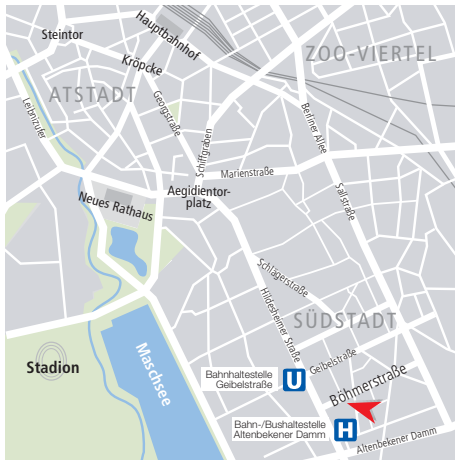 Hauptbahnhof
Steintor
ZOO-VIERTEL
Kröpcke
ATSTADT
Leibnizufer
Georgstraße
Berliner Allee
Schiffgraben
Marienstraße
Sallstraße
Neues Rathaus
Aegidientor-
platz
Schlägerstraße
Hildesheimer Straße
SÜDSTADT
Maschsee
Stadion
Geibelstraße
Bahnhaltestelle
Geibelstraße
U
Böhmerstraße
Bahn-/Bushaltestelle
Altenbekener Damm
H
Altenbekener Damm